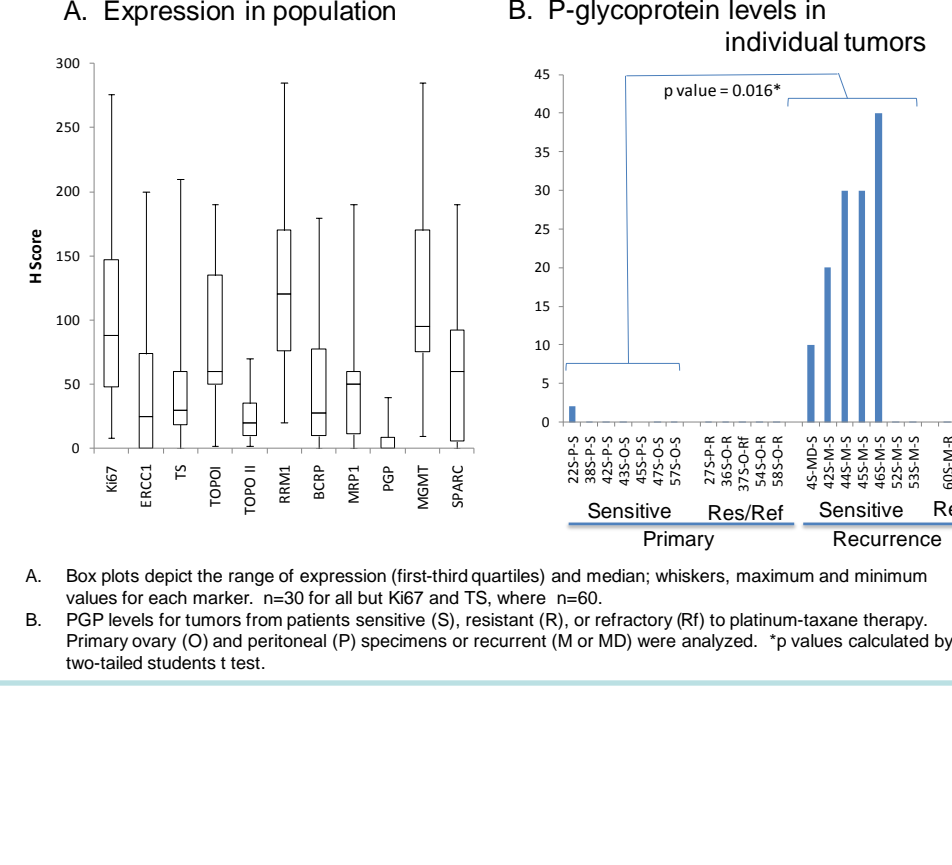 A. Expression in population
B. P-glycoprotein levels in
individual tumors
H Score
300
250
200
150
100
50
0
Ki67
ERCC1
TS
TOPOI
TOPO II
RRM1
BCRP
MRP1
PGP
MGMT
SPARC
p value = 0.016*
45
40
35
30
25
20
15
10
5
0
22S-P-S
38S-P-S
42S-P-S
43S-O-S
45S-P-S
47S-O-S
57S-O-S
27S-P-R
36S-O-R
37S-O-Rf
54S-O-R
58S-O-R
4S-MD-S
42S-M-S
44S-M-S
45S-M-S
46S-M-S
52S-M-S
53S-M-S
60S-M-R
Sensitive Res/Ref Sensitive Re
Primary Recurrence
A. Box plots depict the range of expression (first-third quartiles) and median; whiskers, maximum and minimum
values for each marker. n=30 for all but Ki67 and TS, where n=60.
B. PGP levels for tumors from patients sensitive (S), resistant (R), or refractory (Rf) to platinum-taxane therapy.
Primary ovary (O) and peritoneal (P) specimens or recurrent (M or MD) were analyzed. *p values calculated by
two-tailed students t test.